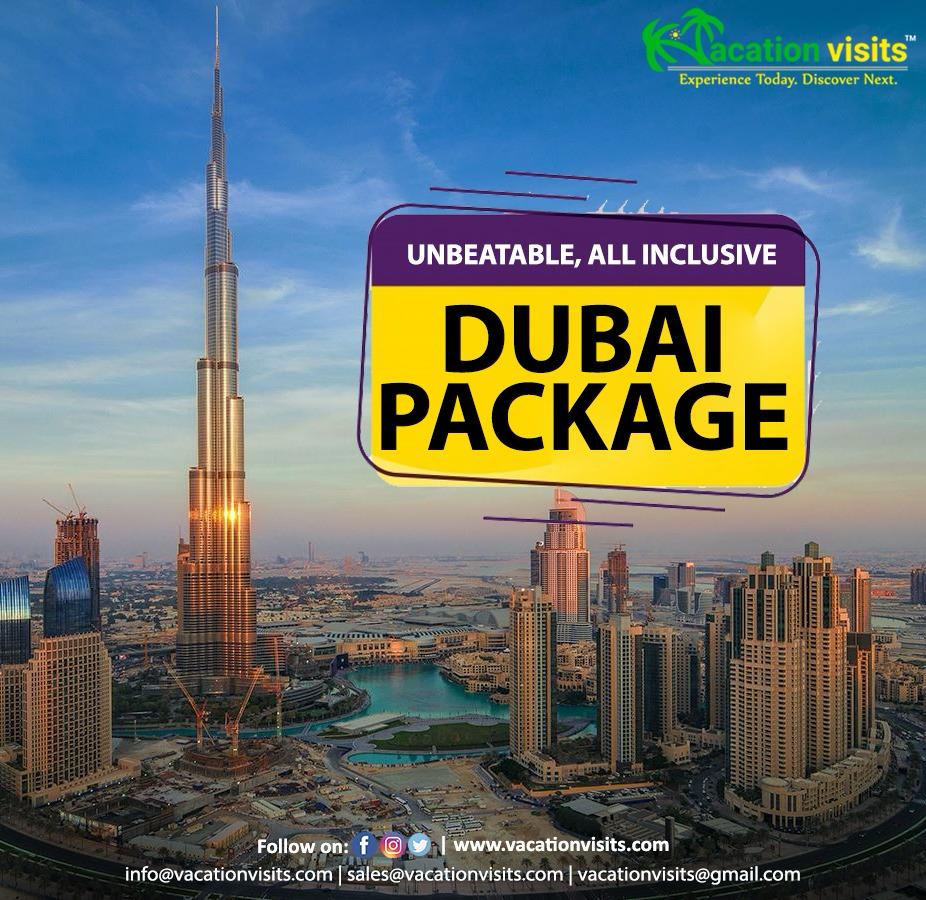 Vacation visits™
Experience Today. Discover Next.
UNBEATABLE, ALL INCLUSIVE
DUBAI
PACKAGE
Follow on: | www.vacationvisits.com
info@vacationvisits.com | sales@vacationvisits.com | vacationvisits@gmail.com